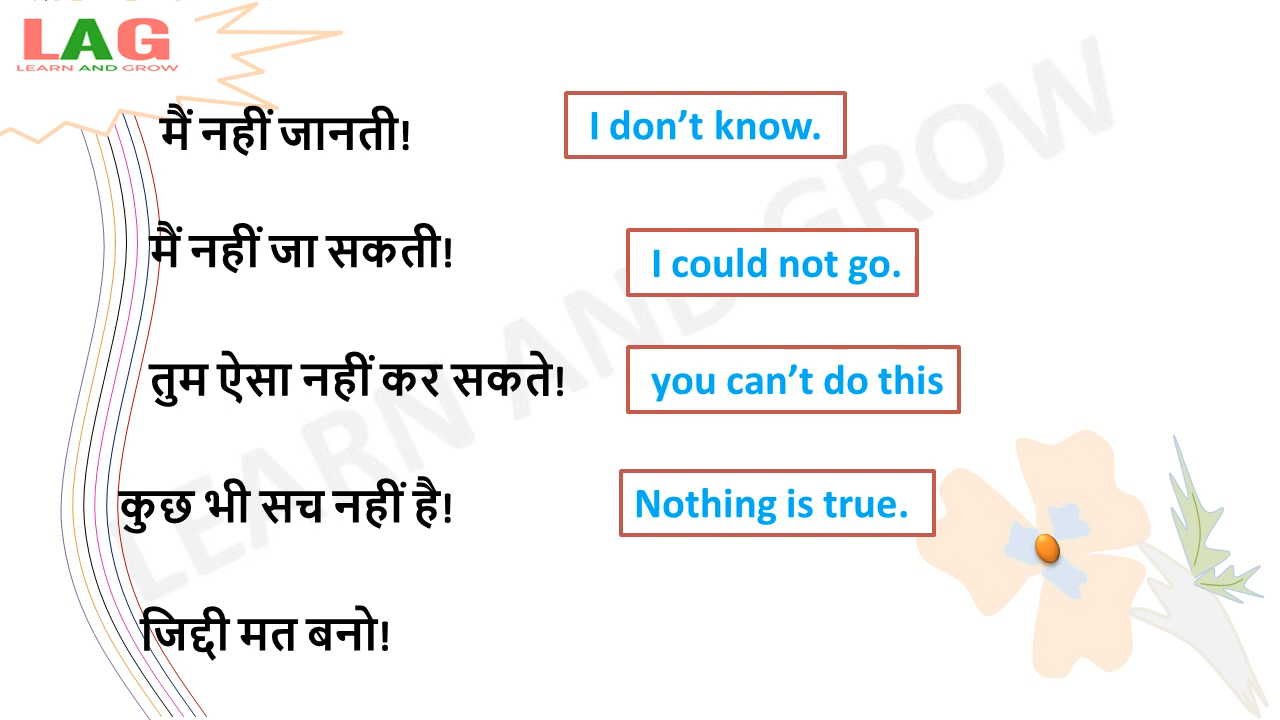 LAG
LEARN AND GROW
मैं नहीं जानती!
I don’t know.
मैं नहीं जा सकती!
I could not go.
तुम ऐसा नहीं कर सकते!
you can’t do this
कुछ भी सच नहीं है!
Nothing is true.
जिद्दी मत बनो!
LEARN AND GROW